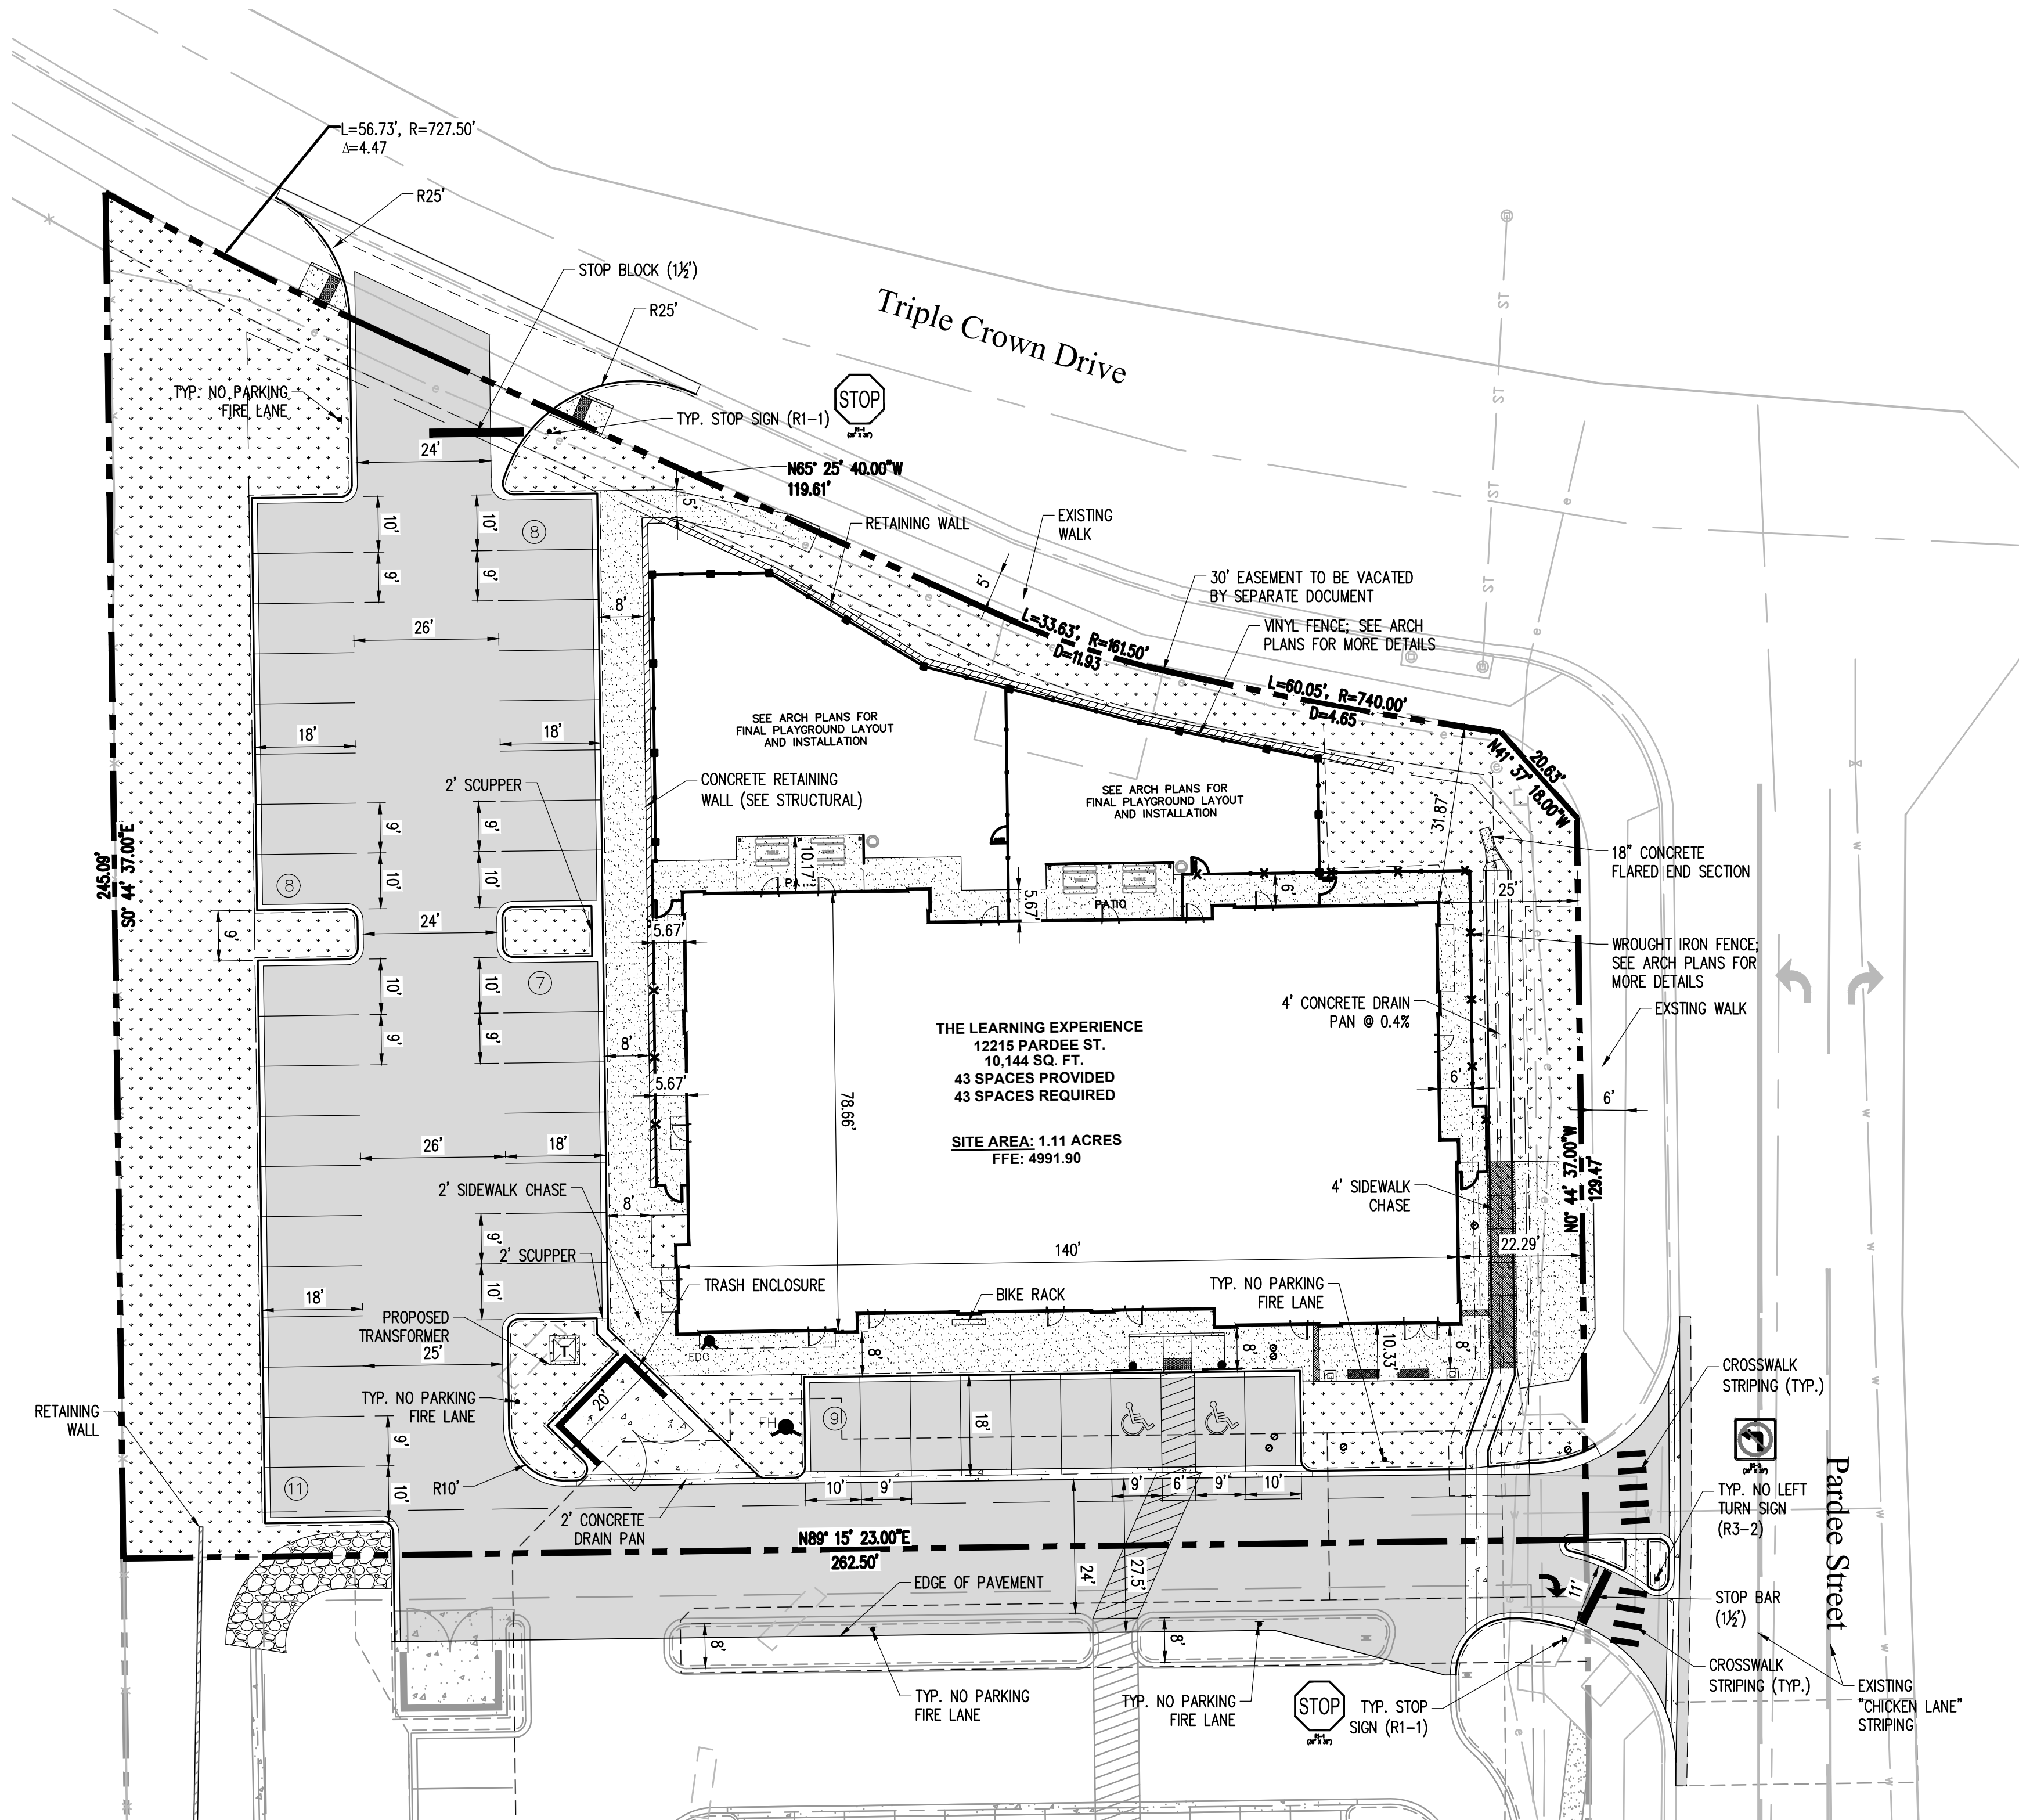 L=56.73', R=727.50'
Δ=4.47
R25'
STOP BLOCK (1½')
R25'
Triple Crown Drive
TYP. NO PARKING
FIRE LANE
STOP
R1-1
TYP. STOP SIGN (R1-1)
24'
N65° 25' 40.00"W
119.61'
5'
RETAINING WALL
EXISTING
WALK
10'
10'
8
9'
9'
5'
30' EASEMENT TO BE VACATED
BY SEPARATE DOCUMENT
8'
26'
L=33.63', R=161.50'
D=11.93
VINYL FENCE; SEE ARCH
PLANS FOR MORE DETAILS
L=60.05', R=740.00'
D=4.65
SEE ARCH PLANS FOR
FINAL PLAYGROUND LAYOUT
AND INSTALLATION
18'
18'
20.63'
N41° 37' 18.00"W
2' SCUPPER
CONCRETE RETAINING
WALL (SEE STRUCTURAL)
SEE ARCH PLANS FOR
FINAL PLAYGROUND LAYOUT
AND INSTALLATION
31.87'
245.09'
S0° 44' 37.00"E
9'
9'
10'
10'
8
10.17'
PA
18" CONCRETE
FLARED END SECTION
6'
25'
5.67'
PATIO
9'
24'
5.67'
WROUGHT IRON FENCE;
SEE ARCH PLANS FOR
MORE DETAILS
10'
10'
7
4' CONCRETE DRAIN
PAN @ 0.4%
EXSTING WALK
9'
9'
8'
THE LEARNING EXPERIENCE
12215 PARDEE ST.
10,144 SQ. FT.
43 SPACES PROVIDED
43 SPACES REQUIRED
SITE AREA: 1.11 ACRES
FFE: 4991.90
5.67'
78.66'
6'
6'
26'
18'
N0° 44' 37.00"W
129.47'
2' SIDEWALK CHASE
8'
4' SIDEWALK
CHASE
9'
2' SCUPPER
10'
140'
22.29'
TRASH ENCLOSURE
BIKE RACK
TYP. NO PARKING
FIRE LANE
18'
PROPOSED
TRANSFORMER
T
25'
FDC
8'
8'
10.33'
8'
CROSSWALK
STRIPING (TYP.)
TYP. NO PARKING
FIRE LANE
20'
RETAINING
WALL
FH
9
18'
9'
10'
11
R10'
10'
9'
9'
6'
9'
10'
Pardee Street
TYP. NO LEFT
TURN SIGN
(R3-2)
2' CONCRETE
DRAIN PAN
N89° 15' 23.00"E
262.50'
24'
27.5'
11'
EDGE OF PAVEMENT
STOP BAR
(1½')
8'
8'
CROSSWALK
STRIPING (TYP.)
TYP. NO PARKING
FIRE LANE
TYP. NO PARKING
FIRE LANE
STOP
R1-1
TYP. STOP
SIGN (R1-1)
EXISTING
"CHICKEN LANE"
STRIPING